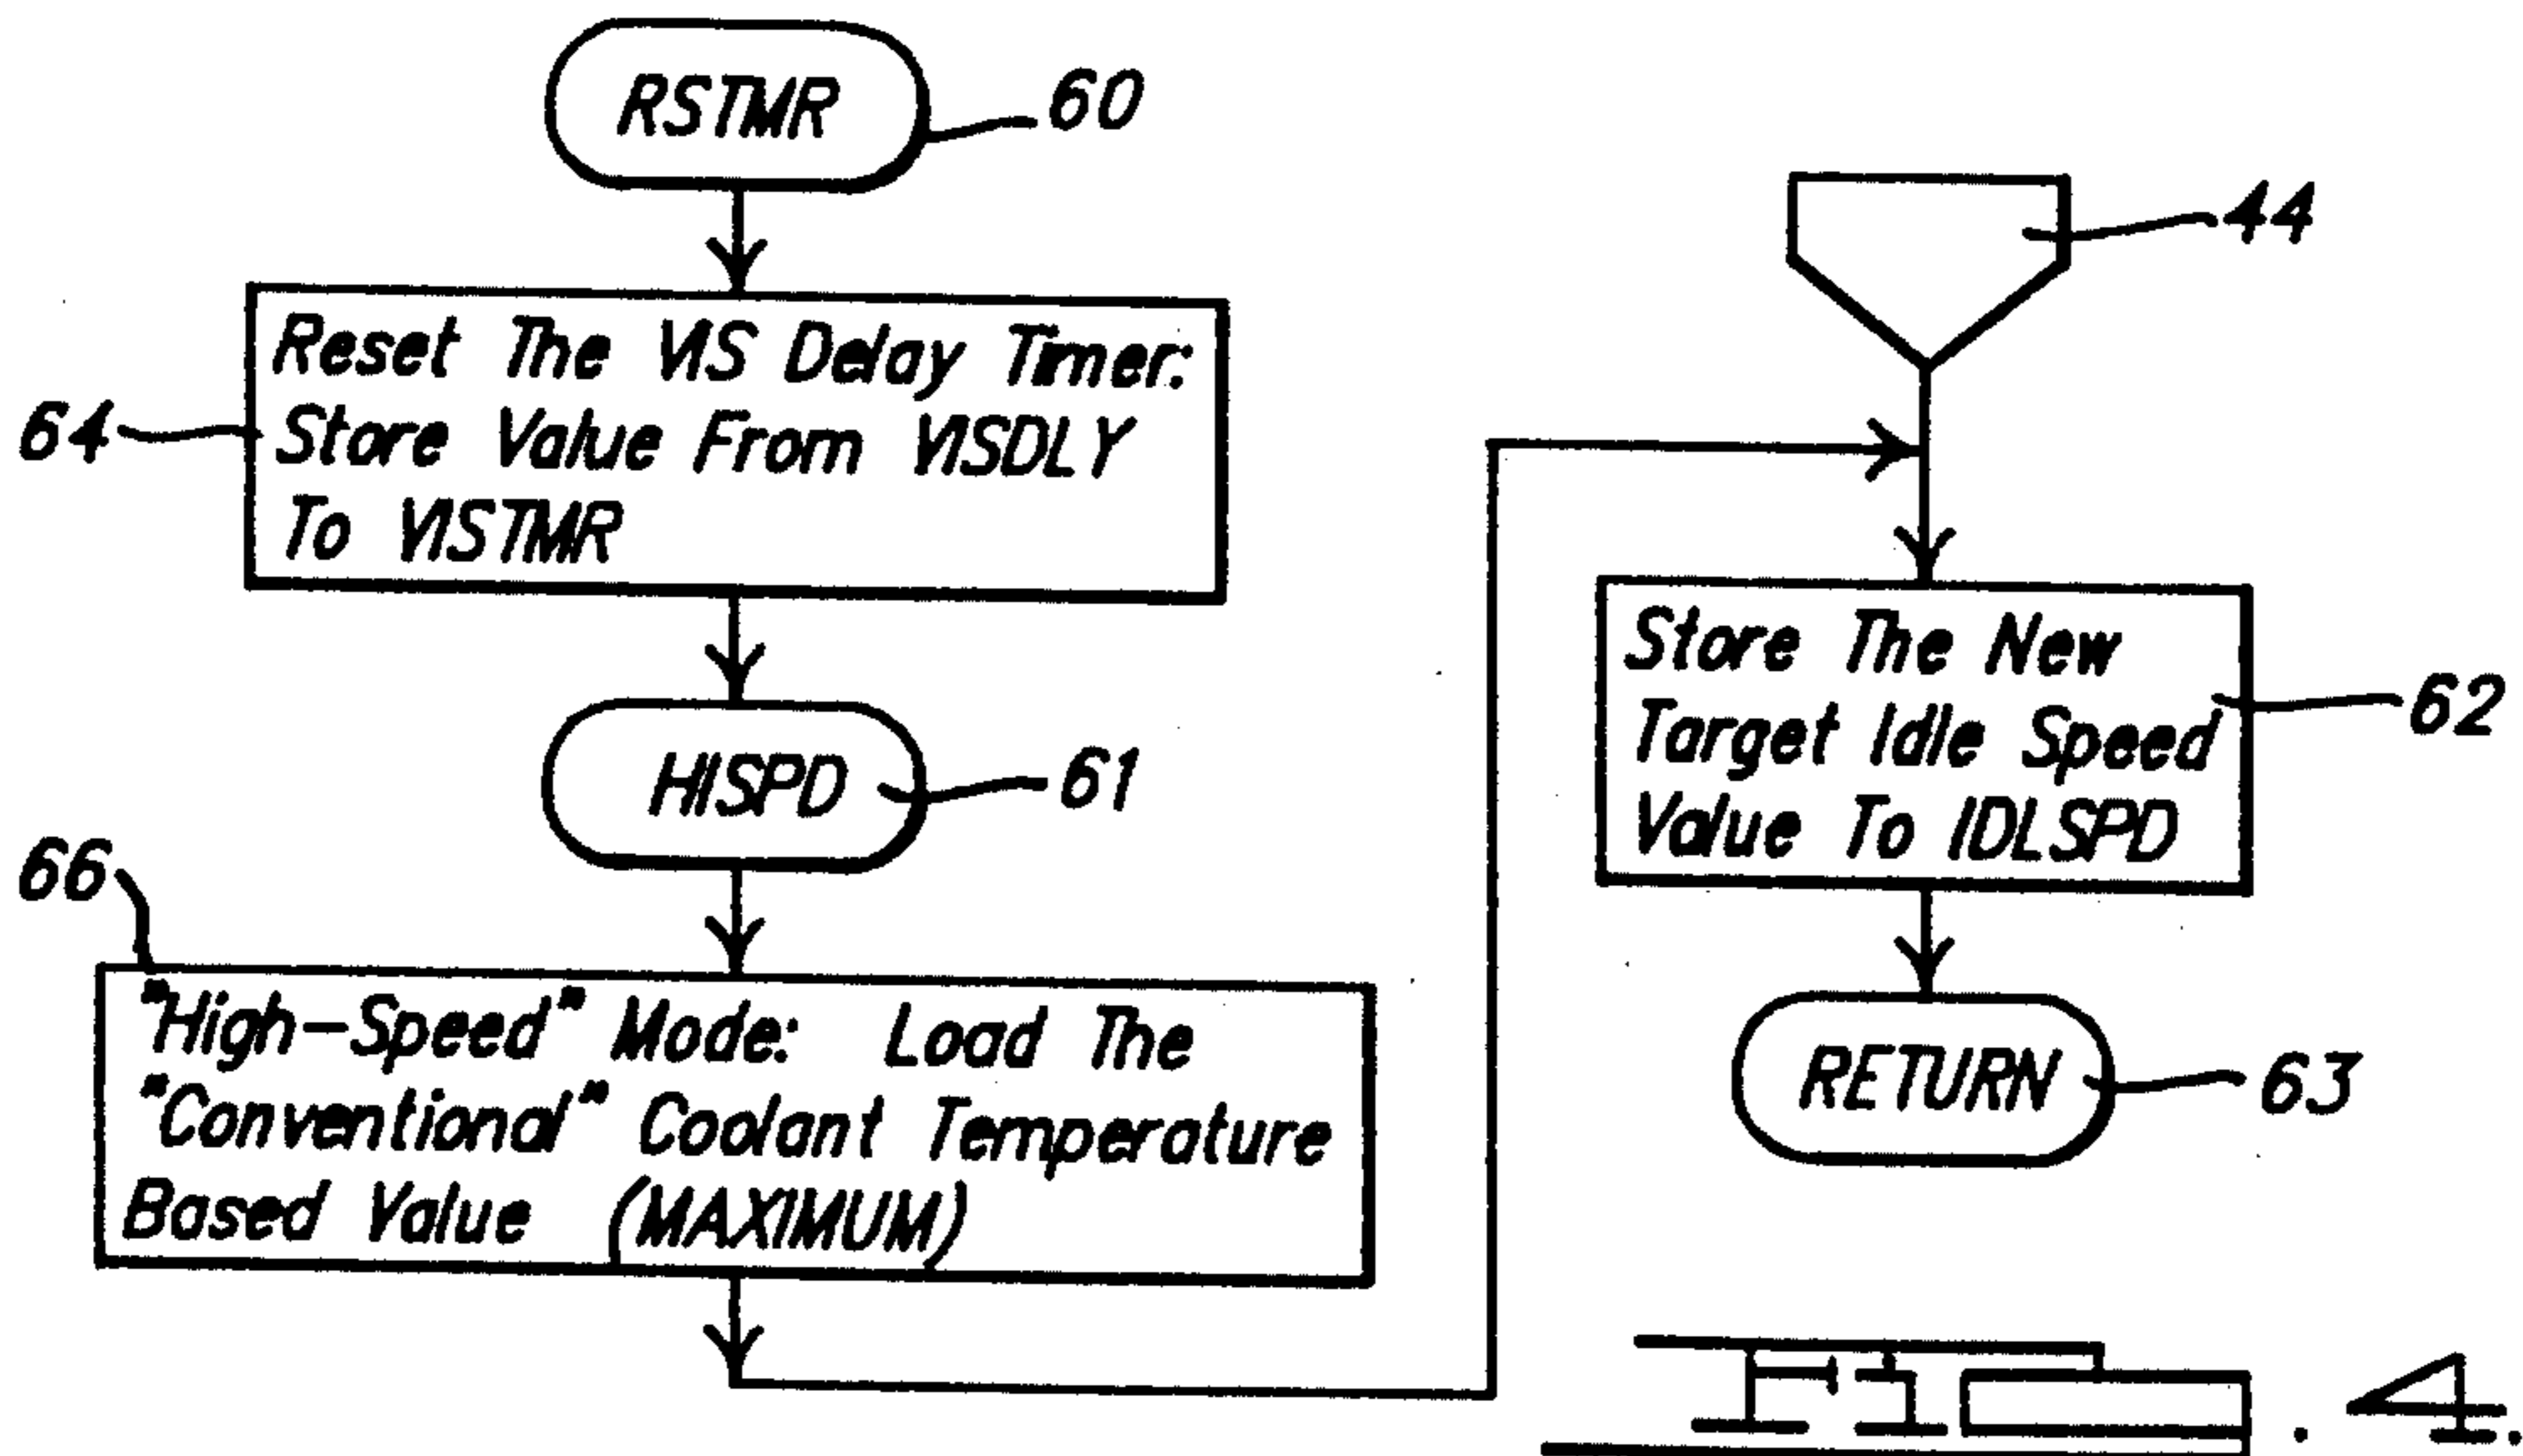 RSTMR
60
Reset The VIS Delay Timer:
Store Value From VISDLY
To VISTMR
64
HISPD
61
66
"High-Speed" Mode: Load The
"Conventional" Coolant Temperature
Based Value (MAXIMUM)
44
Store The New
Target Idle Speed
Value To IDLSPD
62
RETURN
63
FIG. 4.